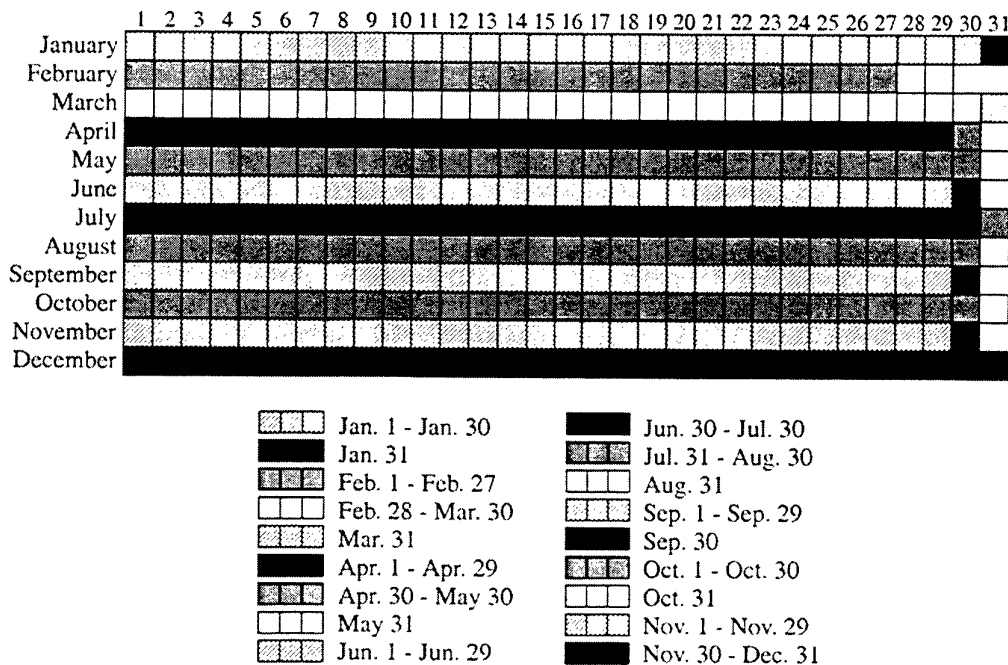 1 2 3 4 5 6 7 8 9 10 11 12 13 14 15 16 17 18 19 20 21 22 23 24 25 26 27 28 29 30 31
January
February
March
April
May
June
July
August
September
October
November
December
Jan. 1 - Jan. 30
Jan. 31
Feb. 1 - Feb. 27
Feb. 28 - Mar. 30
Mar. 31
Apr. 1 - Apr. 29
Apr. 30 - May 30
May 31
Jun. 1 - Jun. 29
Jun. 30 - Jul. 30
Jul. 31 - Aug. 30
Aug. 31
Sep. 1 - Sep. 29
Sep. 30
Oct. 1 - Oct. 30
Oct. 31
Nov. 1 - Nov. 29
Nov. 30 - Dec. 31